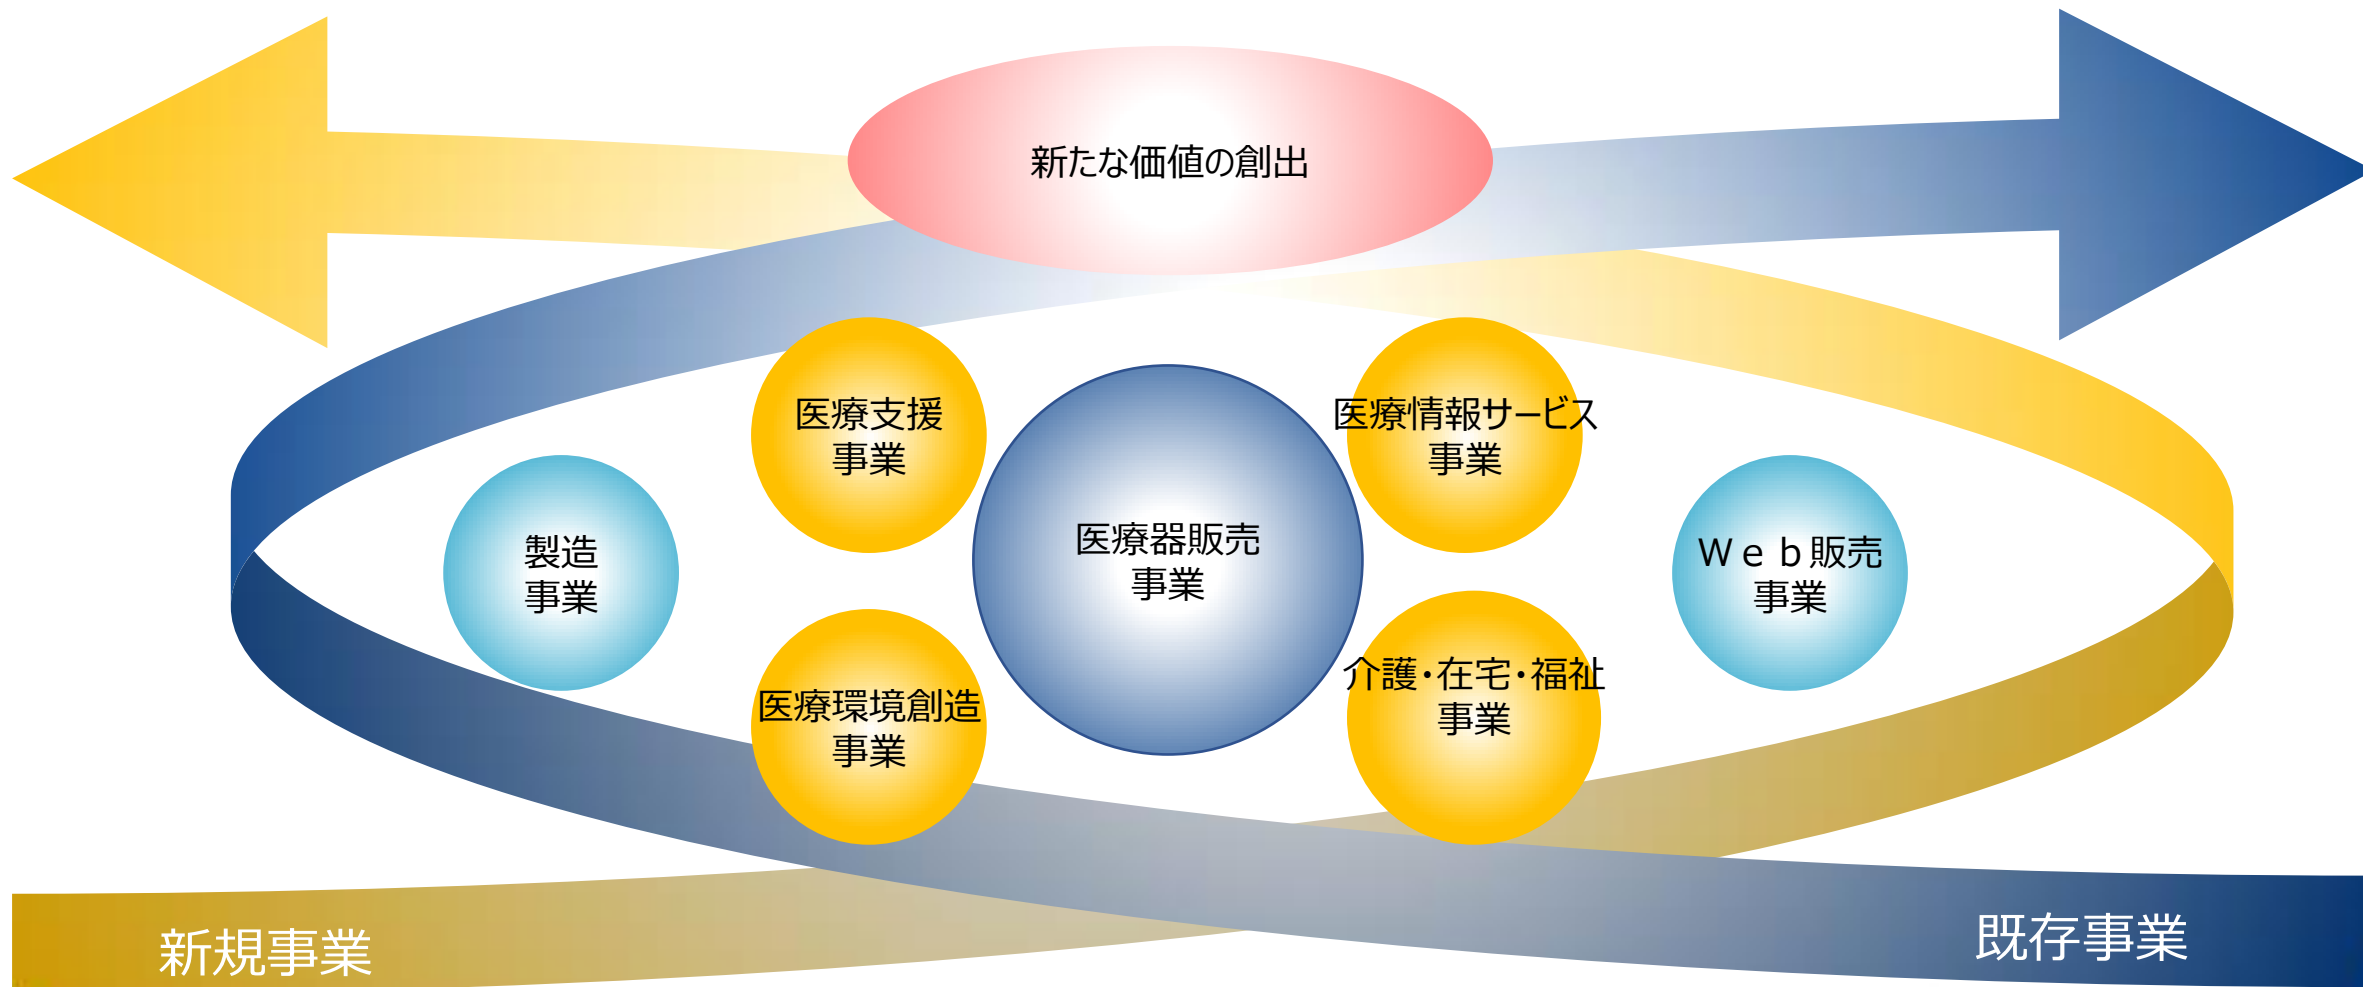 新たな価値の創出
医療支援
事業
医療情報サービス
事業
医療器販売
事業
製造
事業
Ｗｅｂ販売
事業
医療環境創造
事業
介護・在宅・福祉
事業
新規事業
既存事業